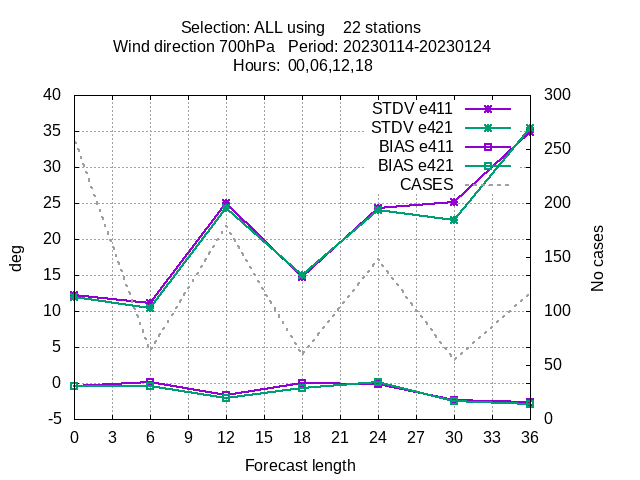 Selection: ALL using    22 stations
Wind direction 700hPa   Period: 20230114-20230124
Hours:  00,06,12,18
40
35
30
25
20
15
10
5
0
-5
deg
STDV e411
STDV e421
BIAS e411
BIAS e421
CASES
300
250
200
150
100
50
0
No cases
0 3 6 9 12 15 18 21 24 27 30 33 36
Forecast length